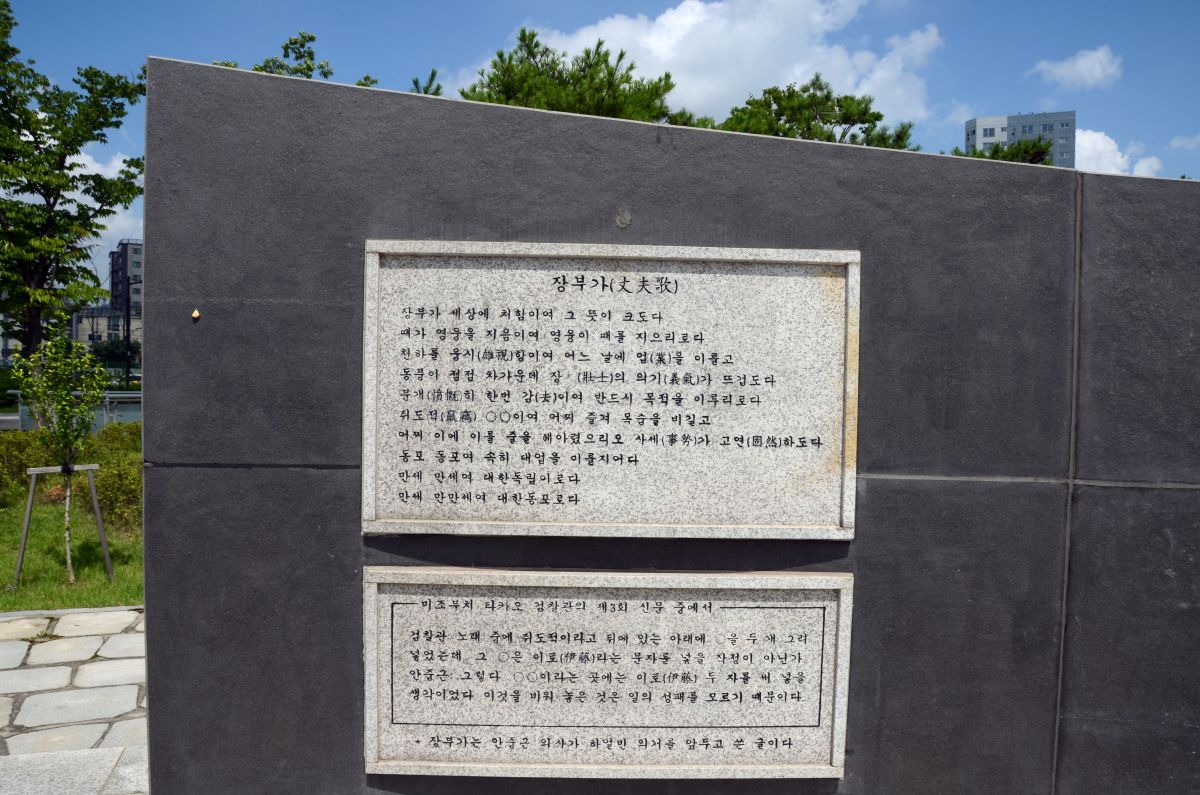 장부가(丈夫歌)
장부가 세상에 처함이여 그 뜻이 크도다
때가 영웅을 지음이여 영웅이 때를 지으리로다
천하를 웅시(雄視)함이여 어느 날에 업(業)을 이룰고
동풍이 점점 차가운데 장 (壯士)의 의기(義氣)가 뜨겁도다
분개(憤慨)히 한번 감(去)이여 반드시 목적을 이루리로다
쥐도적(鼠竊) ○○이여 어찌 즐겨 목숨을 비길고
어찌 이에 이를 줄을 헤아렸으리오 사세(事勢)가 고연(固然)하도다
동포 동포여 속히 대업을 이룰지어다
만세 만세여 대한독립이로다
만세 만만세여 대한동포로다
미조부치 타카오 검찰관의 제3회 신문 중에서
검찰관: 노래 중에 쥐도적이라고 뒤에 있는 아래에 ○을 두 개 그려
넣었는데, 그 ○은 이토(伊藤)라는 문자를 넣을 작정이 아닌가.
안중근: 그렇다. ○○이라는 곳에는 이토(伊藤) 두 자를 써 넣을
생각이었다. 이것을 비워 놓은 것은 일의 성패를 모르기 때문이다.
* 장부가는 안중근 의사가 하얼빈 의거를 앞두고 쓴 글이다